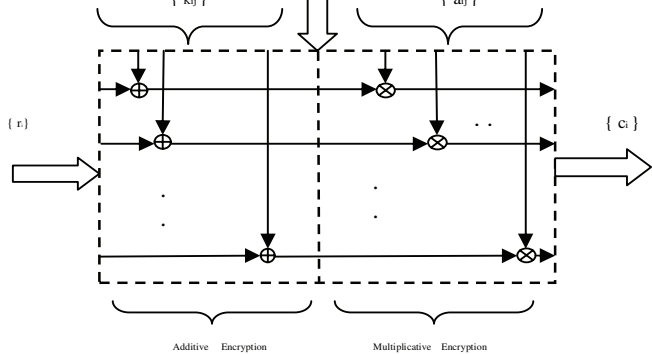 { kᵢⱼ } { aᵢⱼ }
{ rᵢ}
{ cᵢ }
Additive Encryption Multiplicative Encryption